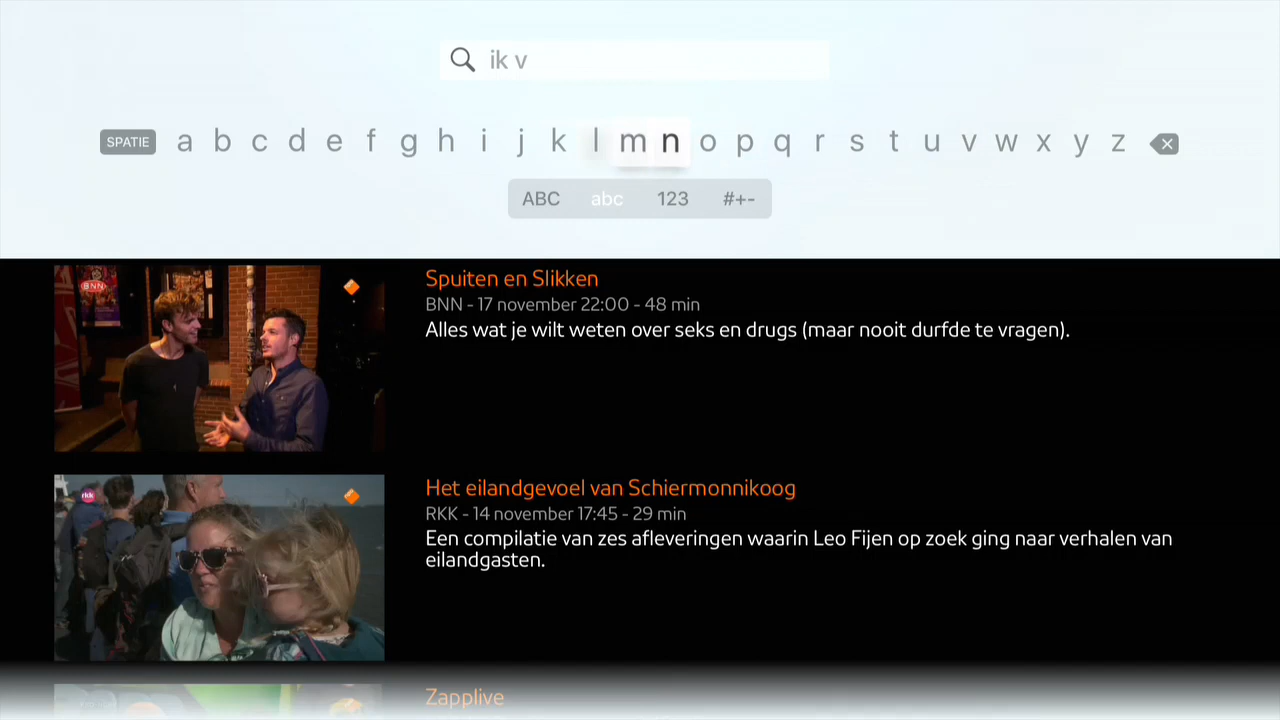 ik v
SPATIE a b c d e f g h i j k l m n o p q r s t u v w x y z
ABC abc 123 #+-
BNN
Spuiten en Slikken
BNN - 17 november 22:00 - 48 min
Alles wat je wilt weten over seks en drugs (maar nooit durfde te vragen).
rkk
Het eilandgevoel van Schiermonnikoog
RKK - 14 november 17:45 - 29 min
Een compilatie van zes afleveringen waarin Leo Fijen op zoek ging naar verhalen van
eilandgasten.
Zapplive